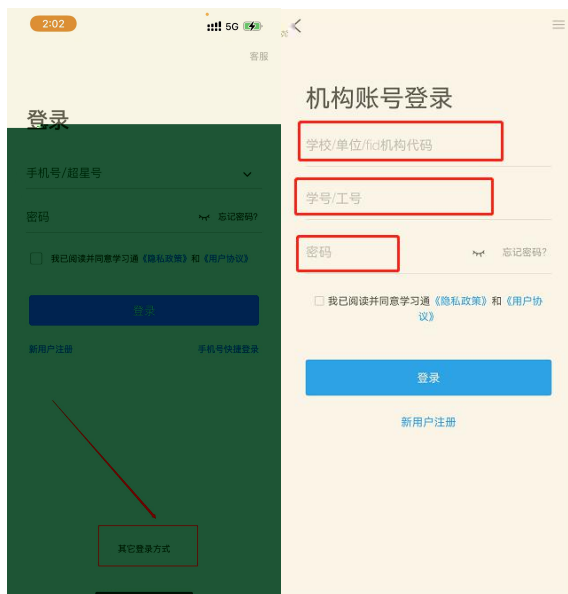 2:02
5G
客服
登录
手机号/超星号
密码
忘记密码?
我已阅读并同意学习通《隐私政策》和《用户协议》
登录
新用户注册
手机号快捷登录
其它登录方式
机构账号登录
学校/单位/fid机构代码
学号/工号
密码
忘记密码?
我已阅读并同意学习通《隐私政策》和《用户协
议》
登录
新用户注册